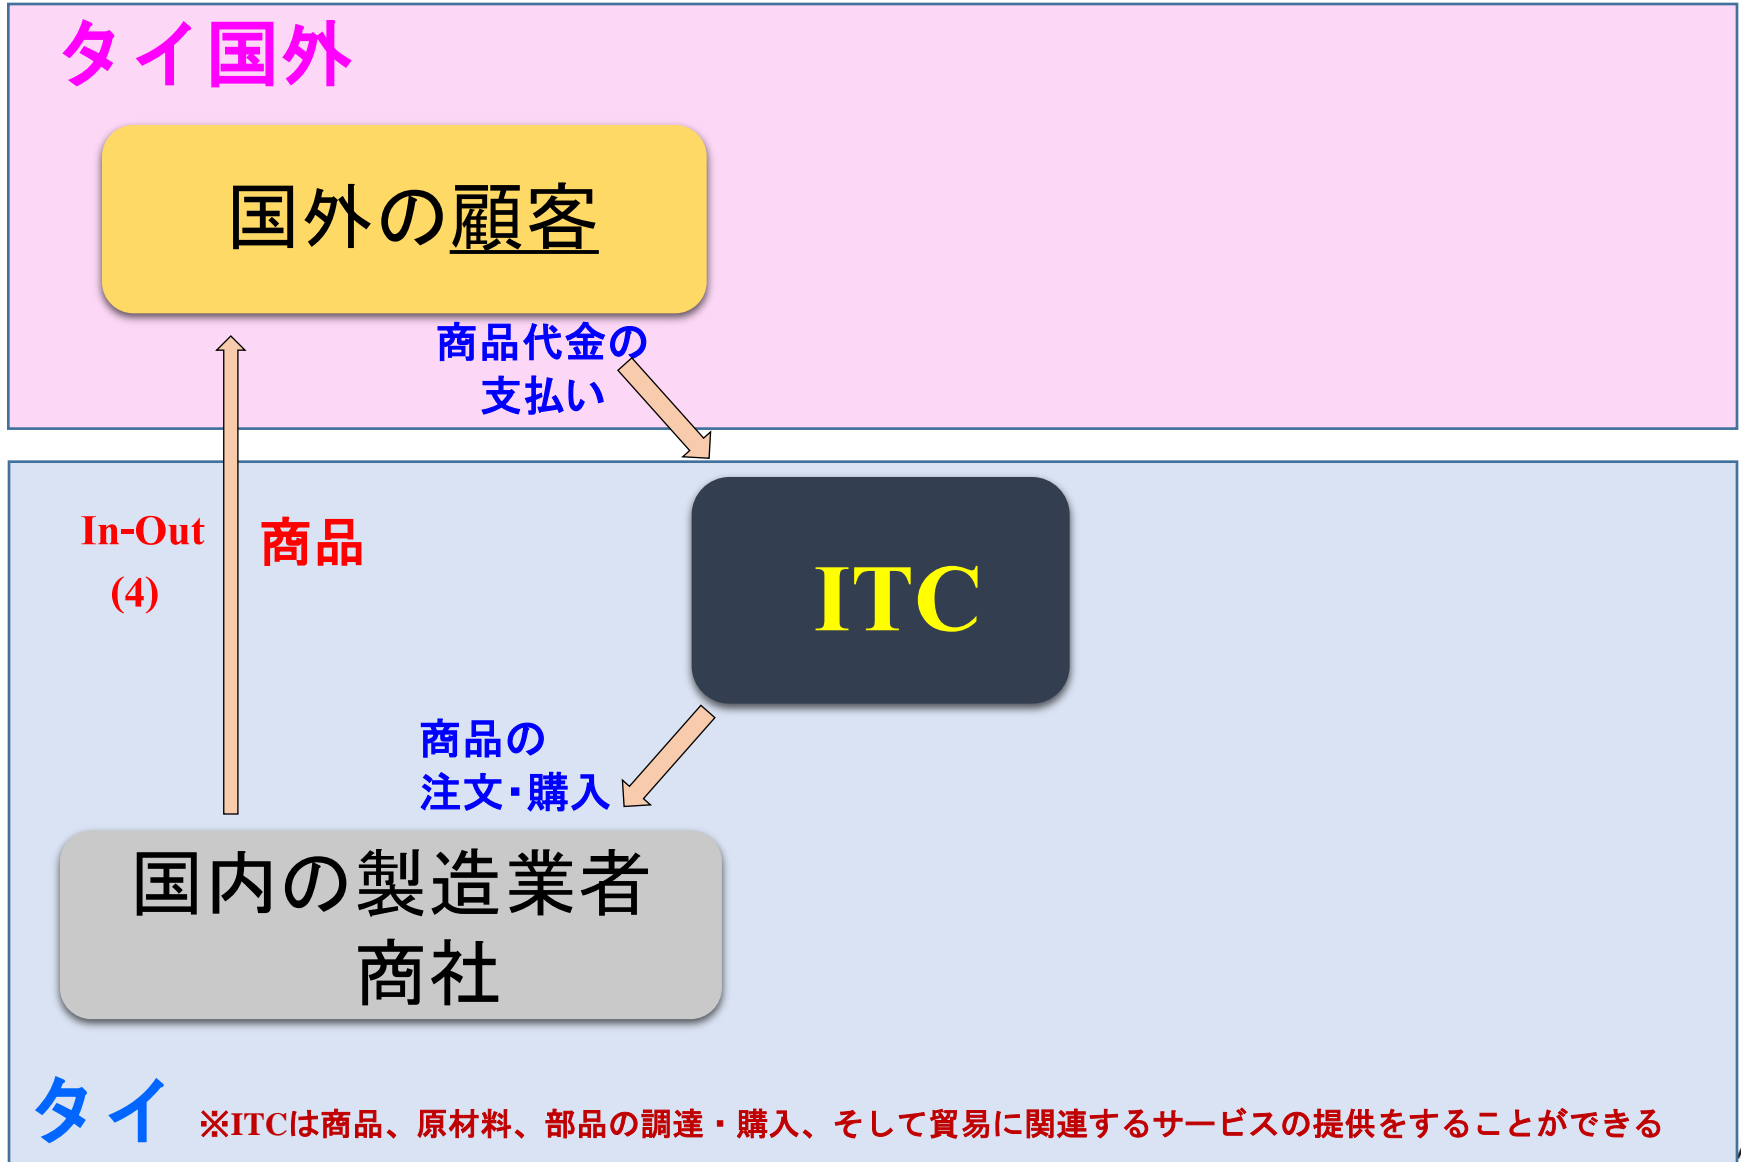 タイ国外
国外の顧客
商品代金の
支払い
In-Out
(4)
商品
ITC
商品の
注文・購入
国内の製造業者
商社
タイ
※ITCは商品、原材料、部品の調達・購入、そして貿易に関連するサービスの提供をすることができる